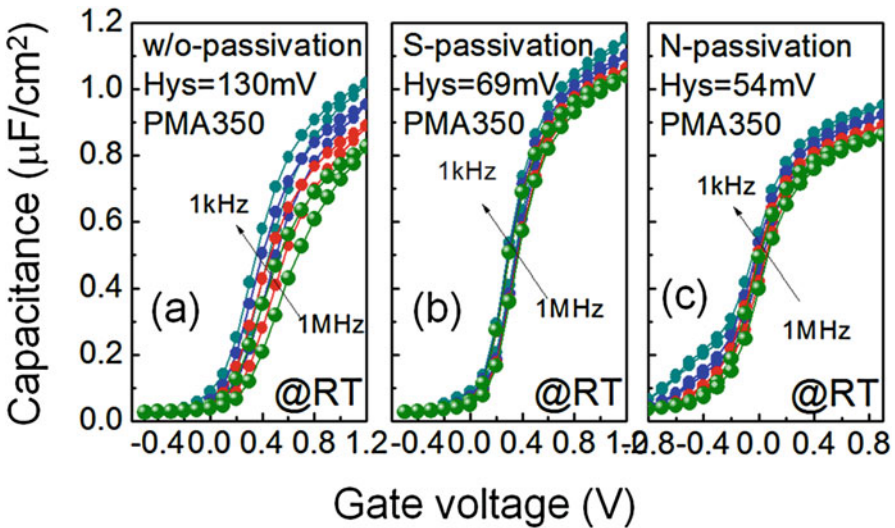 Capacitance (µF/cm²)
1.2
1.0
0.8
0.6
0.4
0.2
0.0
w/o-passivation
Hys=130mV
PMA350
1kHz
(a)
1MHz
@RT
-0.4 0.0 0.4 0.8 1.2
S-passivation
Hys=69mV
PMA350
1kHz
(b)
1MHz
@RT
-0.4 0.0 0.4 0.8
N-passivation
Hys=54mV
PMA350
1kHz
(c)
1MHz
@RT
0.8 -0.4 0.0 0.4 0.8
Gate voltage (V)